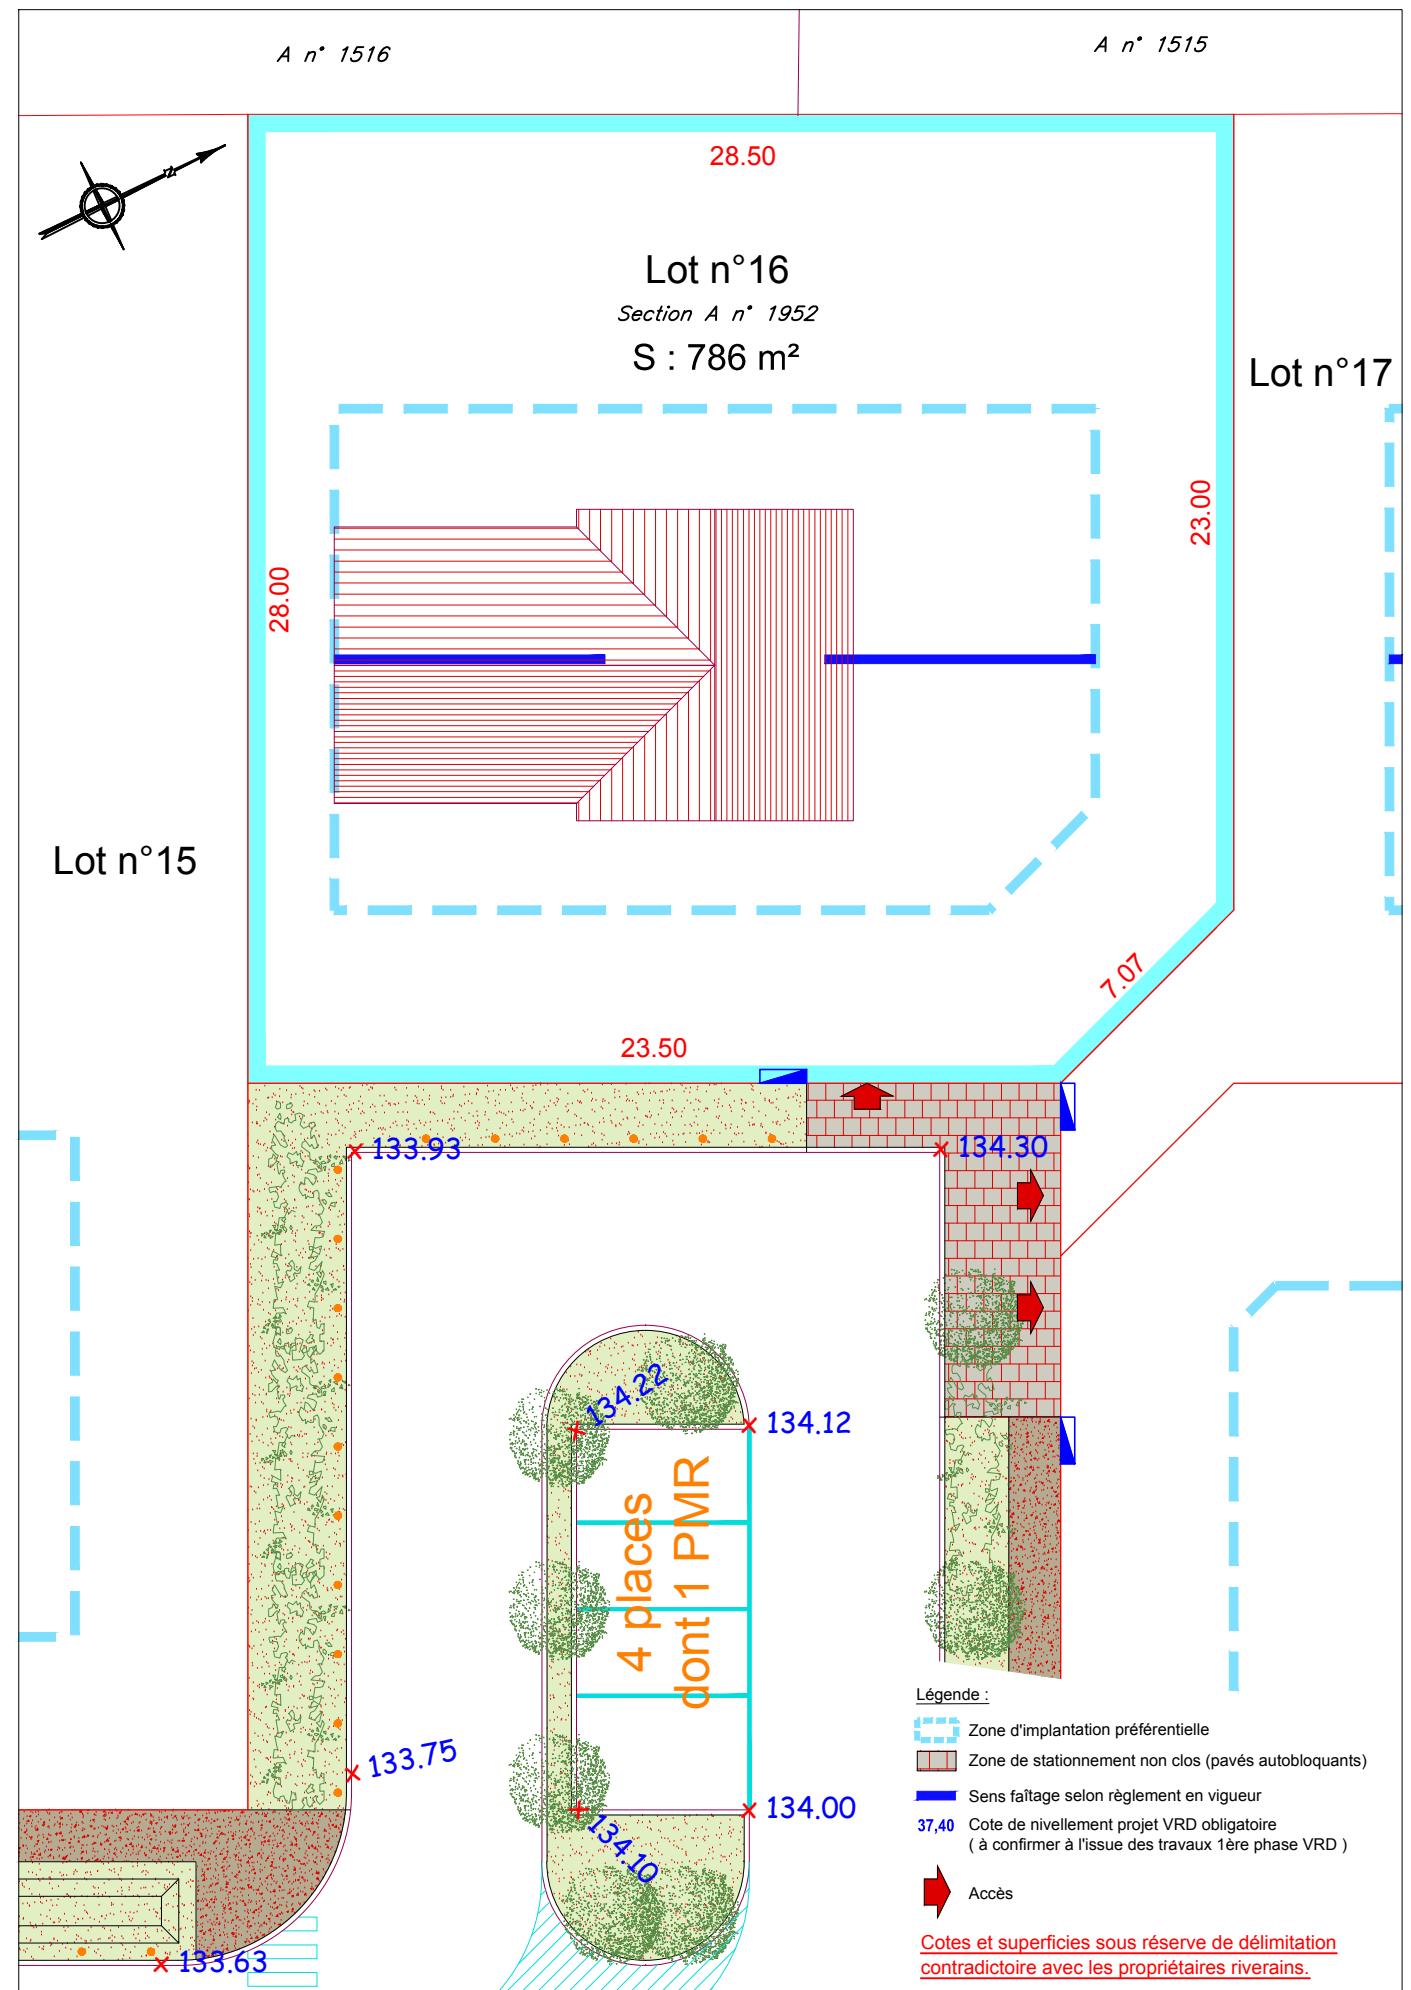 A n° 1516
A n° 1515
N
28.50
Lot n°16
Section A n° 1952
S : 786 m²
Lot n°17
23.00
28.00
Lot n°15
7.07
23.50
133.93
134.30
134.22
134.12
4 places
dont 1 PMR
133.75
134.00
134.10
133.63
Légende :
Zone d'implantation préférentielle
Zone de stationnement non clos (pavés autobloquants)
Sens faîtage selon règlement en vigueur
37,40 Cote de nivellement projet VRD obligatoire
( à confirmer à l'issue des travaux 1ère phase VRD )
Accès
Cotes et superficies sous réserve de délimitation
contradictoire avec les propriétaires riverains.